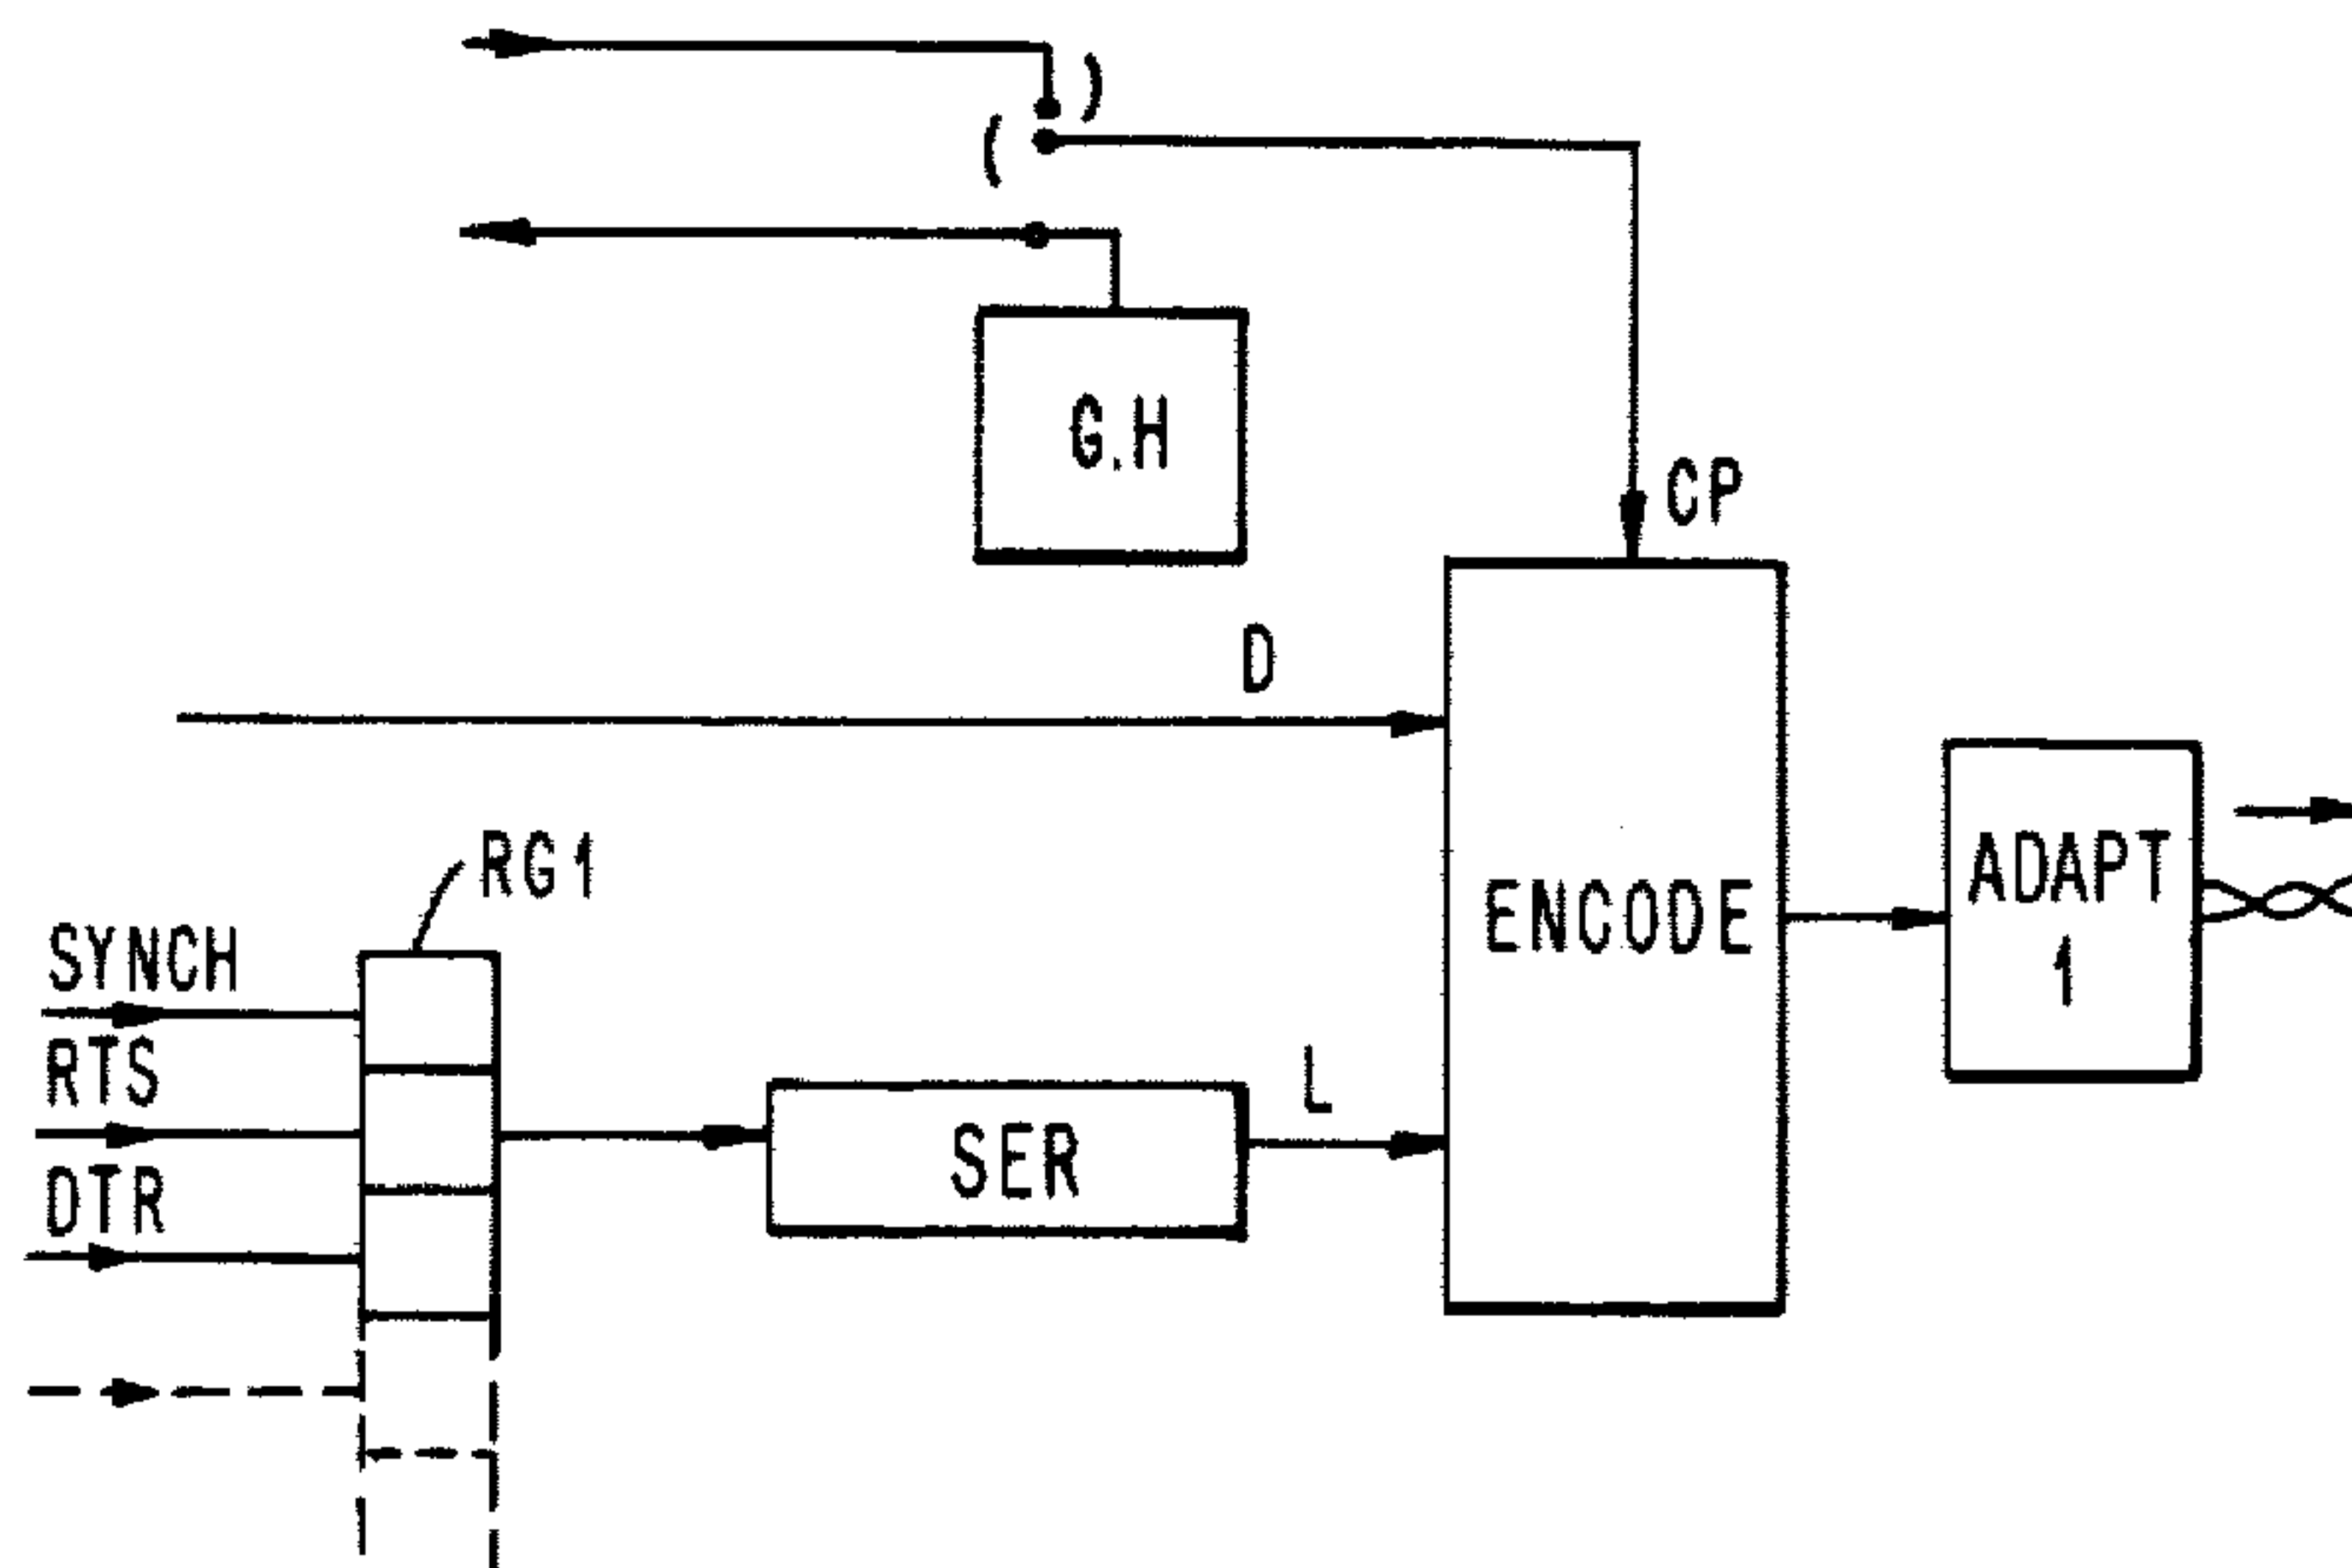 G.H
CP
D
RG1
SYNCH
RTS
DTR
SER
L
ENCODE
ADAPT
1